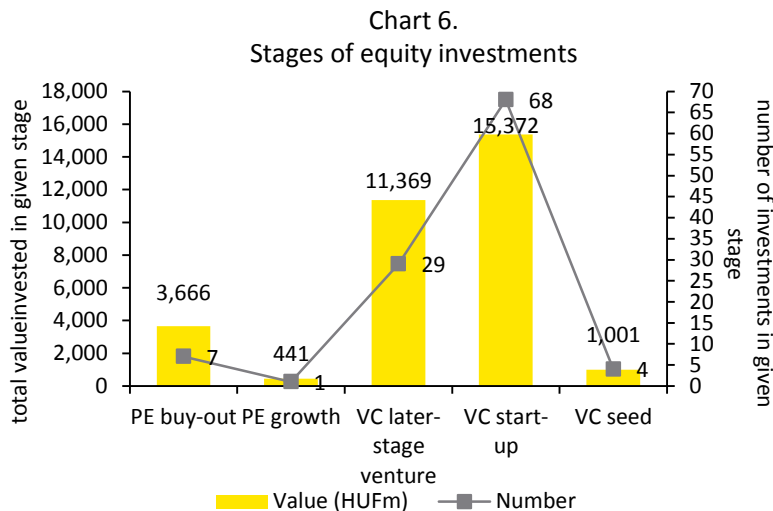 Chart 6.
Stages of equity investments
total valueinvested in given stage
18,000
16,000
14,000
12,000
10,000
8,000
6,000
4,000
2,000
0
3,666
441
11,369
15,372
1,001
7
1
29
68
4
70
65
60
55
50
45
40
35
30
25
20
15
10
5
0
number of investments in given
stage
PE buy-out
PE growth
VC later-
stage
venture
VC start-
up
VC seed
Value (HUFm)
Number